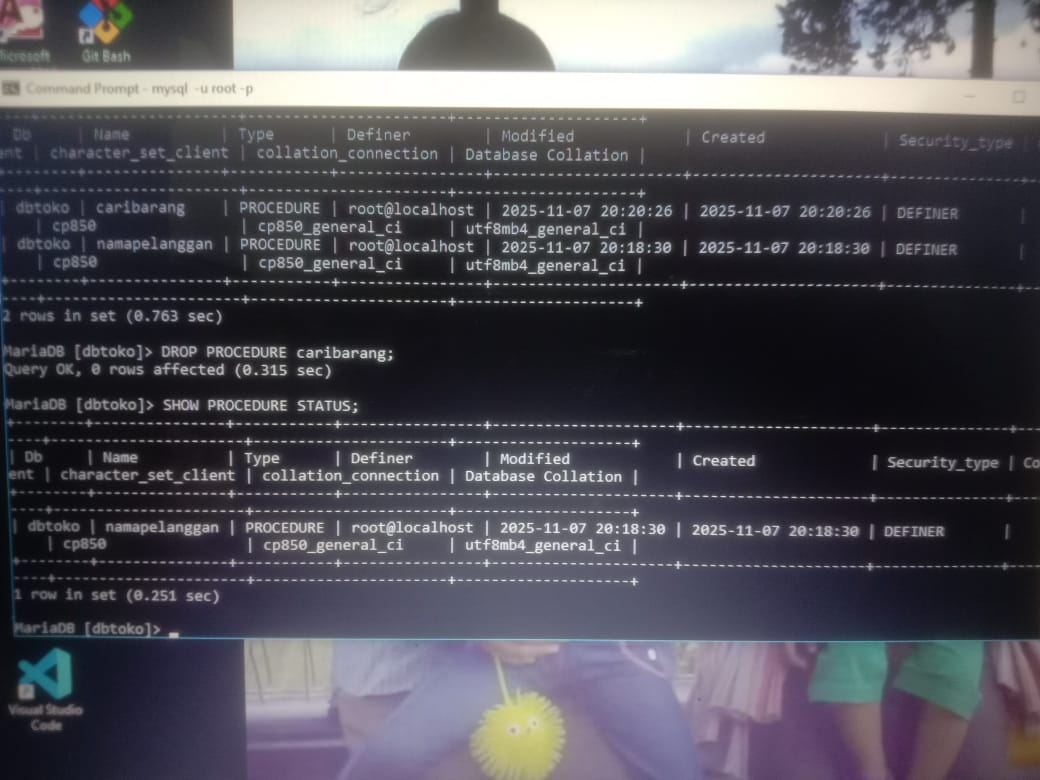 Microsoft
Git Bash
Command Prompt - mysql -u root -p
Db | Name | Type | Definer | Modified | Created | Security_type |
ent | character_set_client | collation_connection | Database Collation |
| dbtoko | caribarang | PROCEDURE | root@localhost | 2025-11-07 20:20:26 | 2025-11-07 20:20:26 | DEFINER |
| cp850 | cp850_general_ci | utf8mb4_general_ci |
| dbtoko | namapelanggan | PROCEDURE | root@localhost | 2025-11-07 20:18:30 | 2025-11-07 20:18:30 | DEFINER |
| cp850 | cp850_general_ci | utf8mb4_general_ci |
2 rows in set (0.763 sec)
MariaDB [dbtoko]> DROP PROCEDURE caribarang;
Query OK, 0 rows affected (0.315 sec)
MariaDB [dbtoko]> SHOW PROCEDURE STATUS;
| Db | Name | Type | Definer | Modified | Created | Security_type | Co
ent | character_set_client | collation_connection | Database Collation |
| dbtoko | namapelanggan | PROCEDURE | root@localhost | 2025-11-07 20:18:30 | 2025-11-07 20:18:30 | DEFINER |
| cp850 | cp850_general_ci | utf8mb4_general_ci |
1 row in set (0.251 sec)
MariaDB [dbtoko]> _
Visual Studio
Code